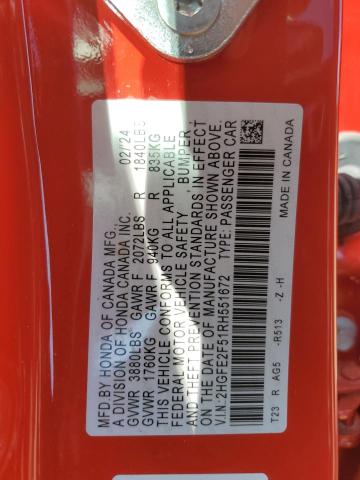 MFG. BY HONDA OF CANADA MFG.
A DIVISION OF HONDA CANADA INC. 02/24
GVWR 3880LBS GAWR F 2072LBS R 1840LBS
GVWR 1760KG GAWR F 940KG R 835KG
THIS VEHICLE CONFORMS TO ALL APPLICABLE
FEDERAL MOTOR VEHICLE SAFETY, BUMPER,
AND THEFT PREVENTION STANDARDS IN EFFECT
ON THE DATE OF MANUFACTURE SHOWN ABOVE.
V.I.N:2HGFE2F51RH551672 TYPE:PASSENGER CAR
T23 R AG5 -R513 -Z -H MADE IN CANADA